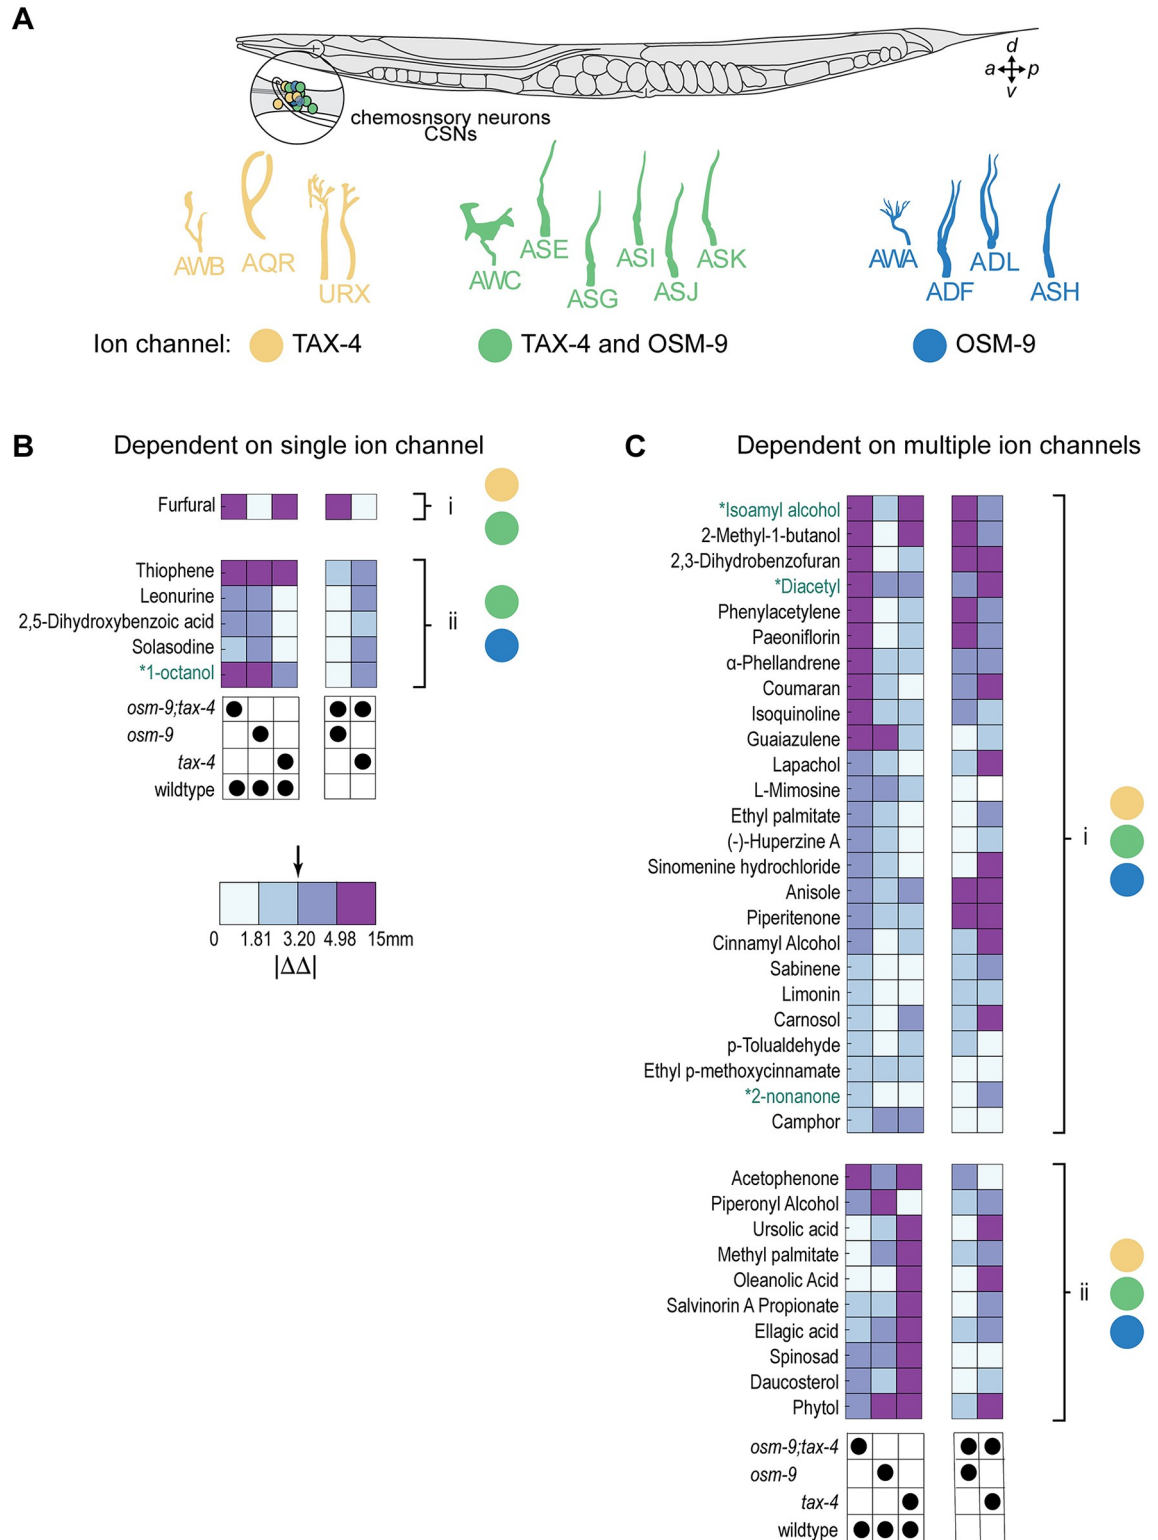 A
d
a p
v
chemosnsory neurons
CSNs
AWB
AQR
URX
AWC
ASE
ASG
ASI
ASJ
ASK
AWA
ADF
ADL
ASH
Ion channel: TAX-4 TAX-4 and OSM-9 OSM-9
B Dependent on single ion channel
Furfural
i
Thiophene
Leonurine
2,5-Dihydroxybenzoic acid
Solasodine
*1-octanol
ii
osm-9;tax-4
osm-9
tax-4
wildtype
0 1.81 3.20 4.98 15mm
|ΔΔ|
C Dependent on multiple ion channels
*Isoamyl alcohol
2-Methyl-1-butanol
2,3-Dihydrobenzofuran
*Diacetyl
Phenylacetylene
Paeoniflorin
α-Phellandrene
Coumaran
Isoquinoline
Guaiazulene
Lapachol
L-Mimosine
Ethyl palmitate
(-)-Huperzine A
Sinomenine hydrochloride
Anisole
Piperitenone
Cinnamyl Alcohol
Sabinene
Limonin
Carnosol
p-Tolualdehyde
Ethyl p-methoxycinnamate
*2-nonanone
Camphor
i
Acetophenone
Piperonyl Alcohol
Ursolic acid
Methyl palmitate
Oleanolic Acid
Salvinorin A Propionate
Ellagic acid
Spinosad
Daucosterol
Phytol
ii
osm-9;tax-4
osm-9
tax-4
wildtype